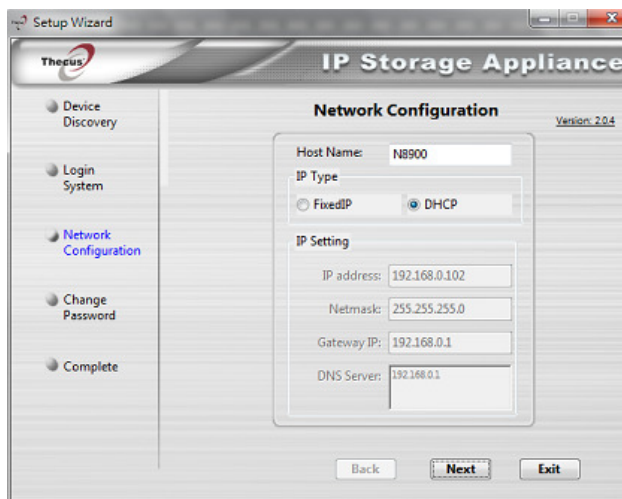 Setup Wizard
Thecus
IP Storage Appliance
Device
Discovery
Login
System
Network
Configuration
Change
Password
Complete
Network Configuration
Version: 2.0.4
Host Name: N8900
IP Type
FixedIP DHCP
IP Setting
IP address: 192.168.0.102
Netmask: 255.255.255.0
Gateway IP: 192.168.0.1
DNS Server: 192.168.0.1
Back Next Exit